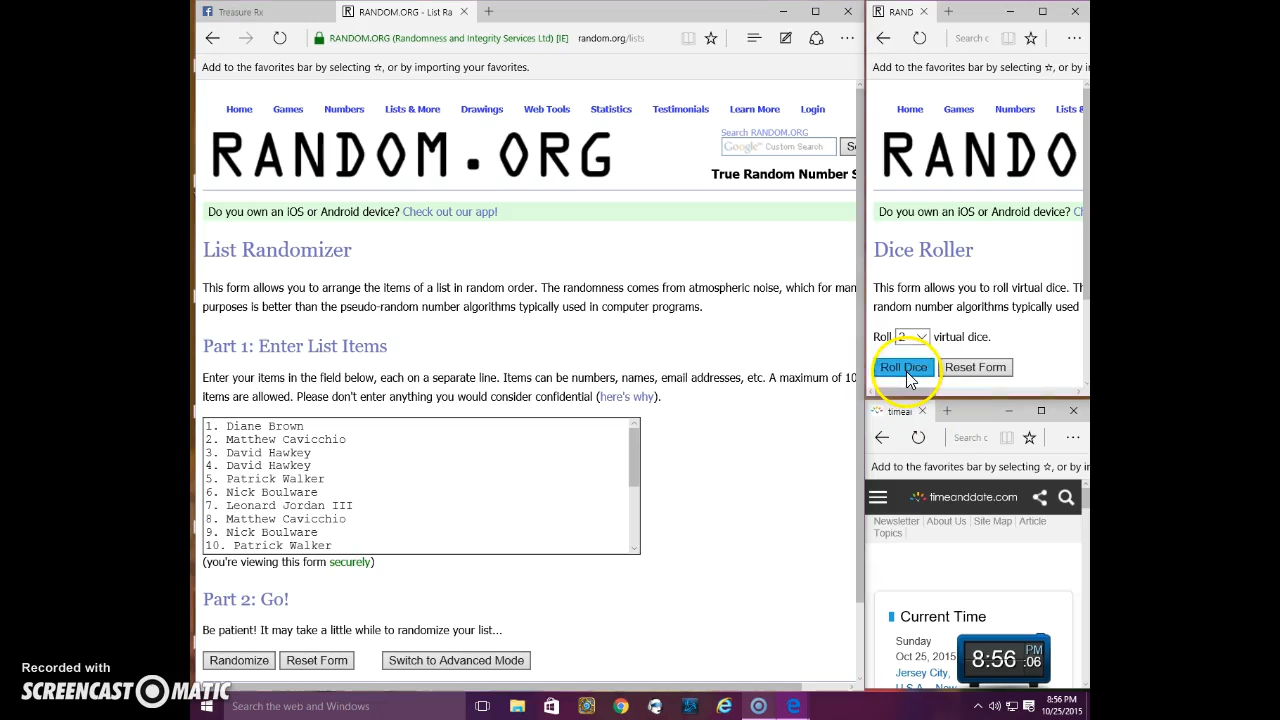 Treasure Rx
RANDOM.ORG - List Ra
RANDOM.ORG (Randomness and Integrity Services Ltd) [IE] random.org/lists
Add to the favorites bar by selecting ☆, or by importing your favorites.
Home Games Numbers Lists & More Drawings Web Tools Statistics Testimonials Learn More Login
RANDOM.ORG
Search RANDOM.ORG
Google™ Custom Search
True Random Number S
Do you own an iOS or Android device? Check out our app!
List Randomizer
This form allows you to arrange the items of a list in random order. The randomness comes from atmospheric noise, which for man
purposes is better than the pseudo-random number algorithms typically used in computer programs.
Part 1: Enter List Items
Enter your items in the field below, each on a separate line. Items can be numbers, names, email addresses, etc. A maximum of 10
items are allowed. Please don't enter anything you would consider confidential (here's why).
1. Diane Brown
2. Matthew Cavicchio
3. David Hawkey
4. David Hawkey
5. Patrick Walker
6. Nick Boulware
7. Leonard Jordan III
8. Matthew Cavicchio
9. Nick Boulware
10. Patrick Walker
(you're viewing this form securely)
Part 2: Go!
Be patient! It may take a little while to randomize your list...
Randomize Reset Form Switch to Advanced Mode
RAND
Search c
Add to the favorites bar by selecting ☆, or by i
Home Games Numbers Lists &
RANDO
Do you own an iOS or Android device? Ch
Dice Roller
This form allows you to roll virtual dice. Th
random number algorithms typically used
Roll 2 virtual dice.
Roll Dice Reset Form
timeai
Search c
Add to the favorites bar by selecting ☆, or by i
timeanddate.com
Newsletter | About Us | Site Map | Article
Topics |
Current Time
Sunday
Oct 25, 2015
Jersey City,
U.S.A., New
8:56 PM :06
Recorded with
SCREENCAST-O-MATIC
Search the web and Windows
8:56 PM
10/25/2015